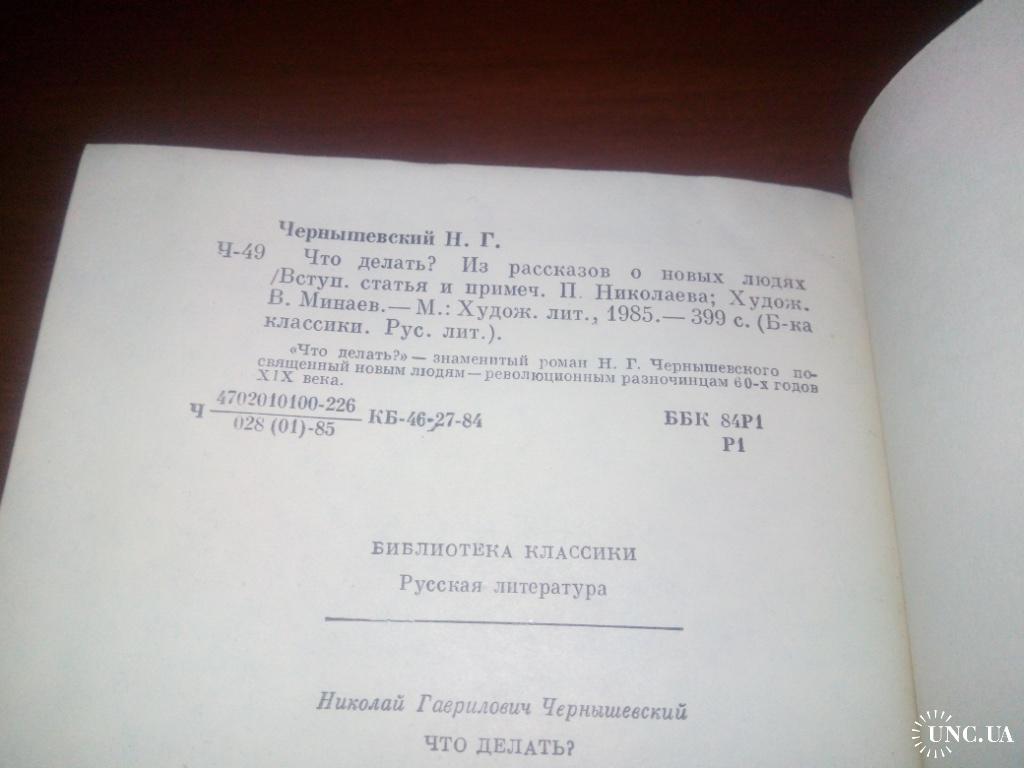 Чернышевский Н. Г.
Ч-49 Что делать? Из рассказов о новых людях
/Вступ. статья и примеч. П. Николаева; Худож.
В. Минаев.— М.: Худож. лит., 1985.— 399 с. (Б-ка
классики. Рус. лит.).
«Что делать?» — знаменитый роман Н. Г. Чернышевского по-
священный новым людям — революционным разночинцам 60-х годов
XIX века.
Ч 4702010100-226 КБ-46-27-84
028 (01)-85
ББК 84Р1
Р1
БИБЛИОТЕКА КЛАССИКИ
Русская литература
Николай Гаврилович Чернышевский
ЧТО ДЕЛАТЬ?
UNC.UA